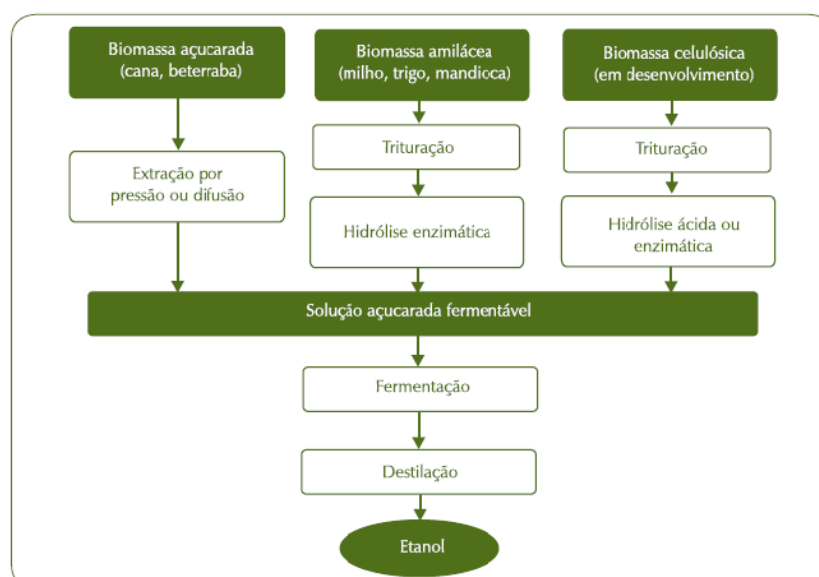 Biomassa açucarada
(cana, beterraba)
Biomassa amilácea
(milho, trigo, mandioca)
Biomassa celulósica
(em desenvolvimento)
Extração por
pressão ou difusão
Trituração
Trituração
Hidrólise enzimática
Hidrólise ácida ou
enzimática
Solução açucarada fermentável
Fermentação
Destilação
Etanol